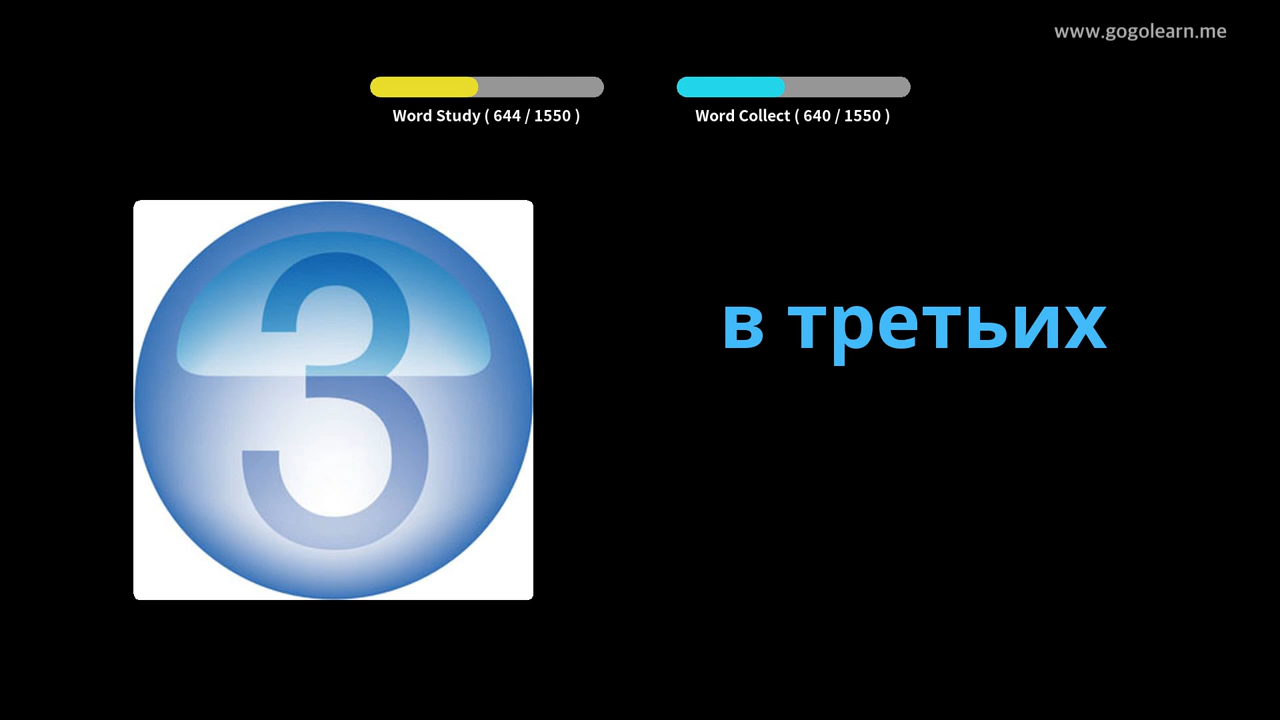 www.gogolearn.me
Word Study ( 644 / 1550 )
Word Collect ( 640 / 1550 )
3
в третьих